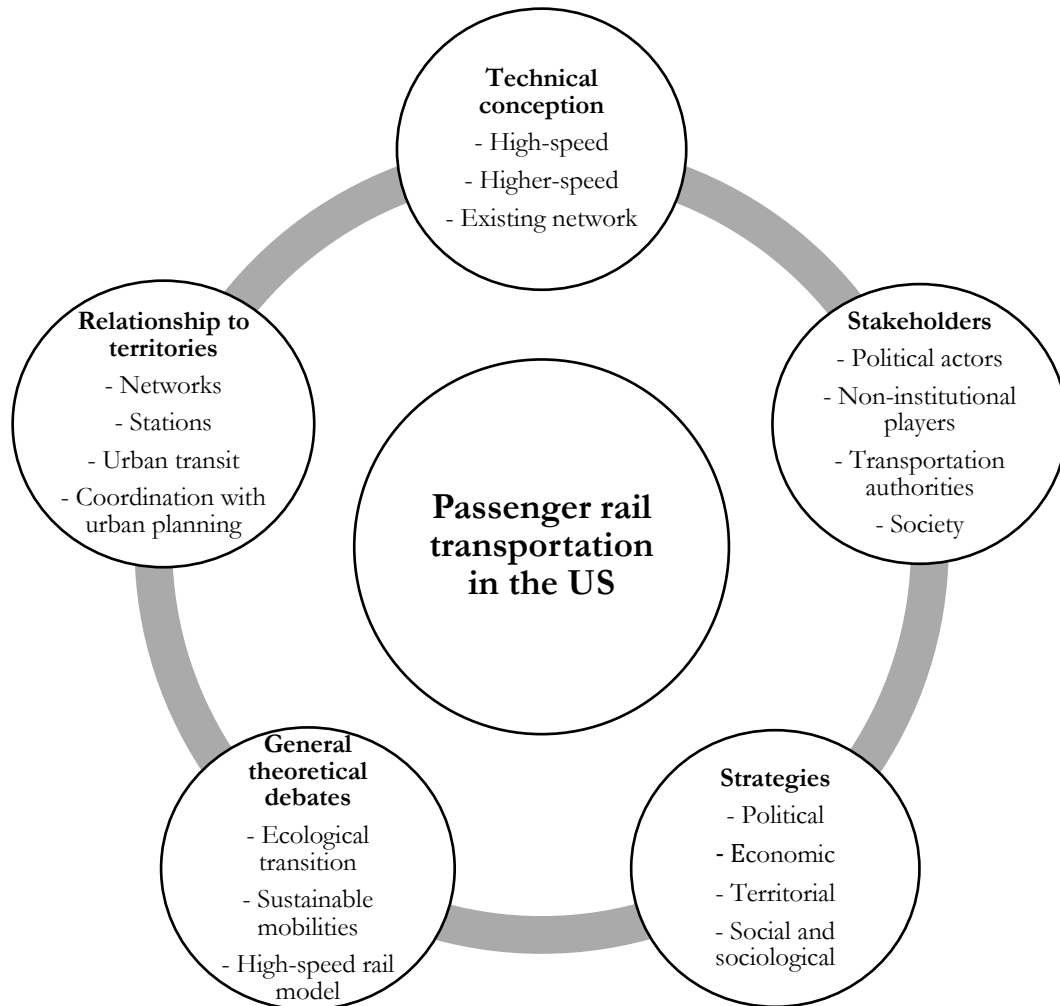 Technical
conception
- High-speed
- Higher-speed
- Existing network
Relationship to
territories
- Networks
- Stations
- Urban transit
- Coordination with
urban planning
Stakeholders
- Political actors
- Non-institutional
players
- Transportation
authorities
- Society
Passenger rail
transportation
in the US
General
theoretical
debates
- Ecological
transition
- Sustainable
mobilities
- High-speed rail
model
Strategies
- Political
- Economic
- Territorial
- Social and
sociological